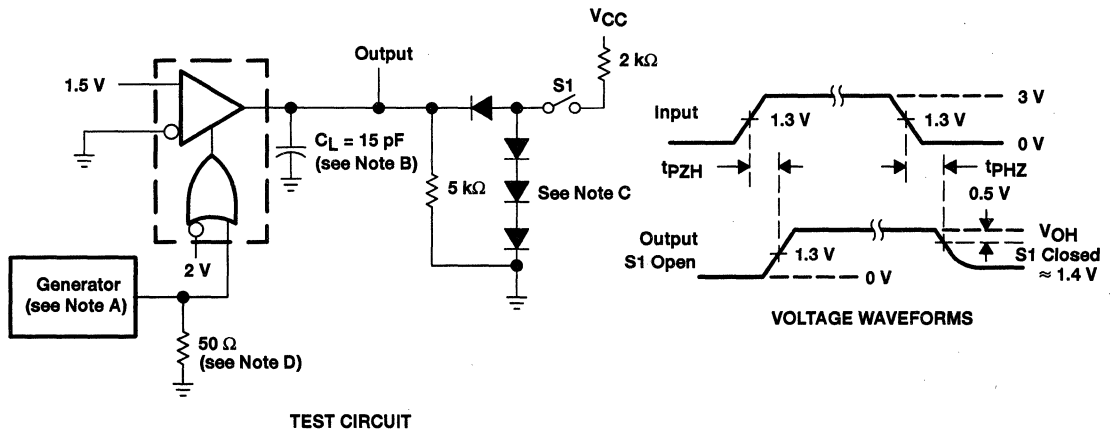 VCC
Output
2 kΩ
S1
1.5 V
CL = 15 pF
(see Note B)
5 kΩ
See Note C
2 V
Generator
(see Note A)
50 Ω
(see Note D)
TEST CIRCUIT
3 V
Input
1.3 V
1.3 V
0 V
tPZH
tPHZ
0.5 V
VOH
Output
S1 Open
S1 Closed
≈ 1.4 V
1.3 V
0 V
VOLTAGE WAVEFORMS